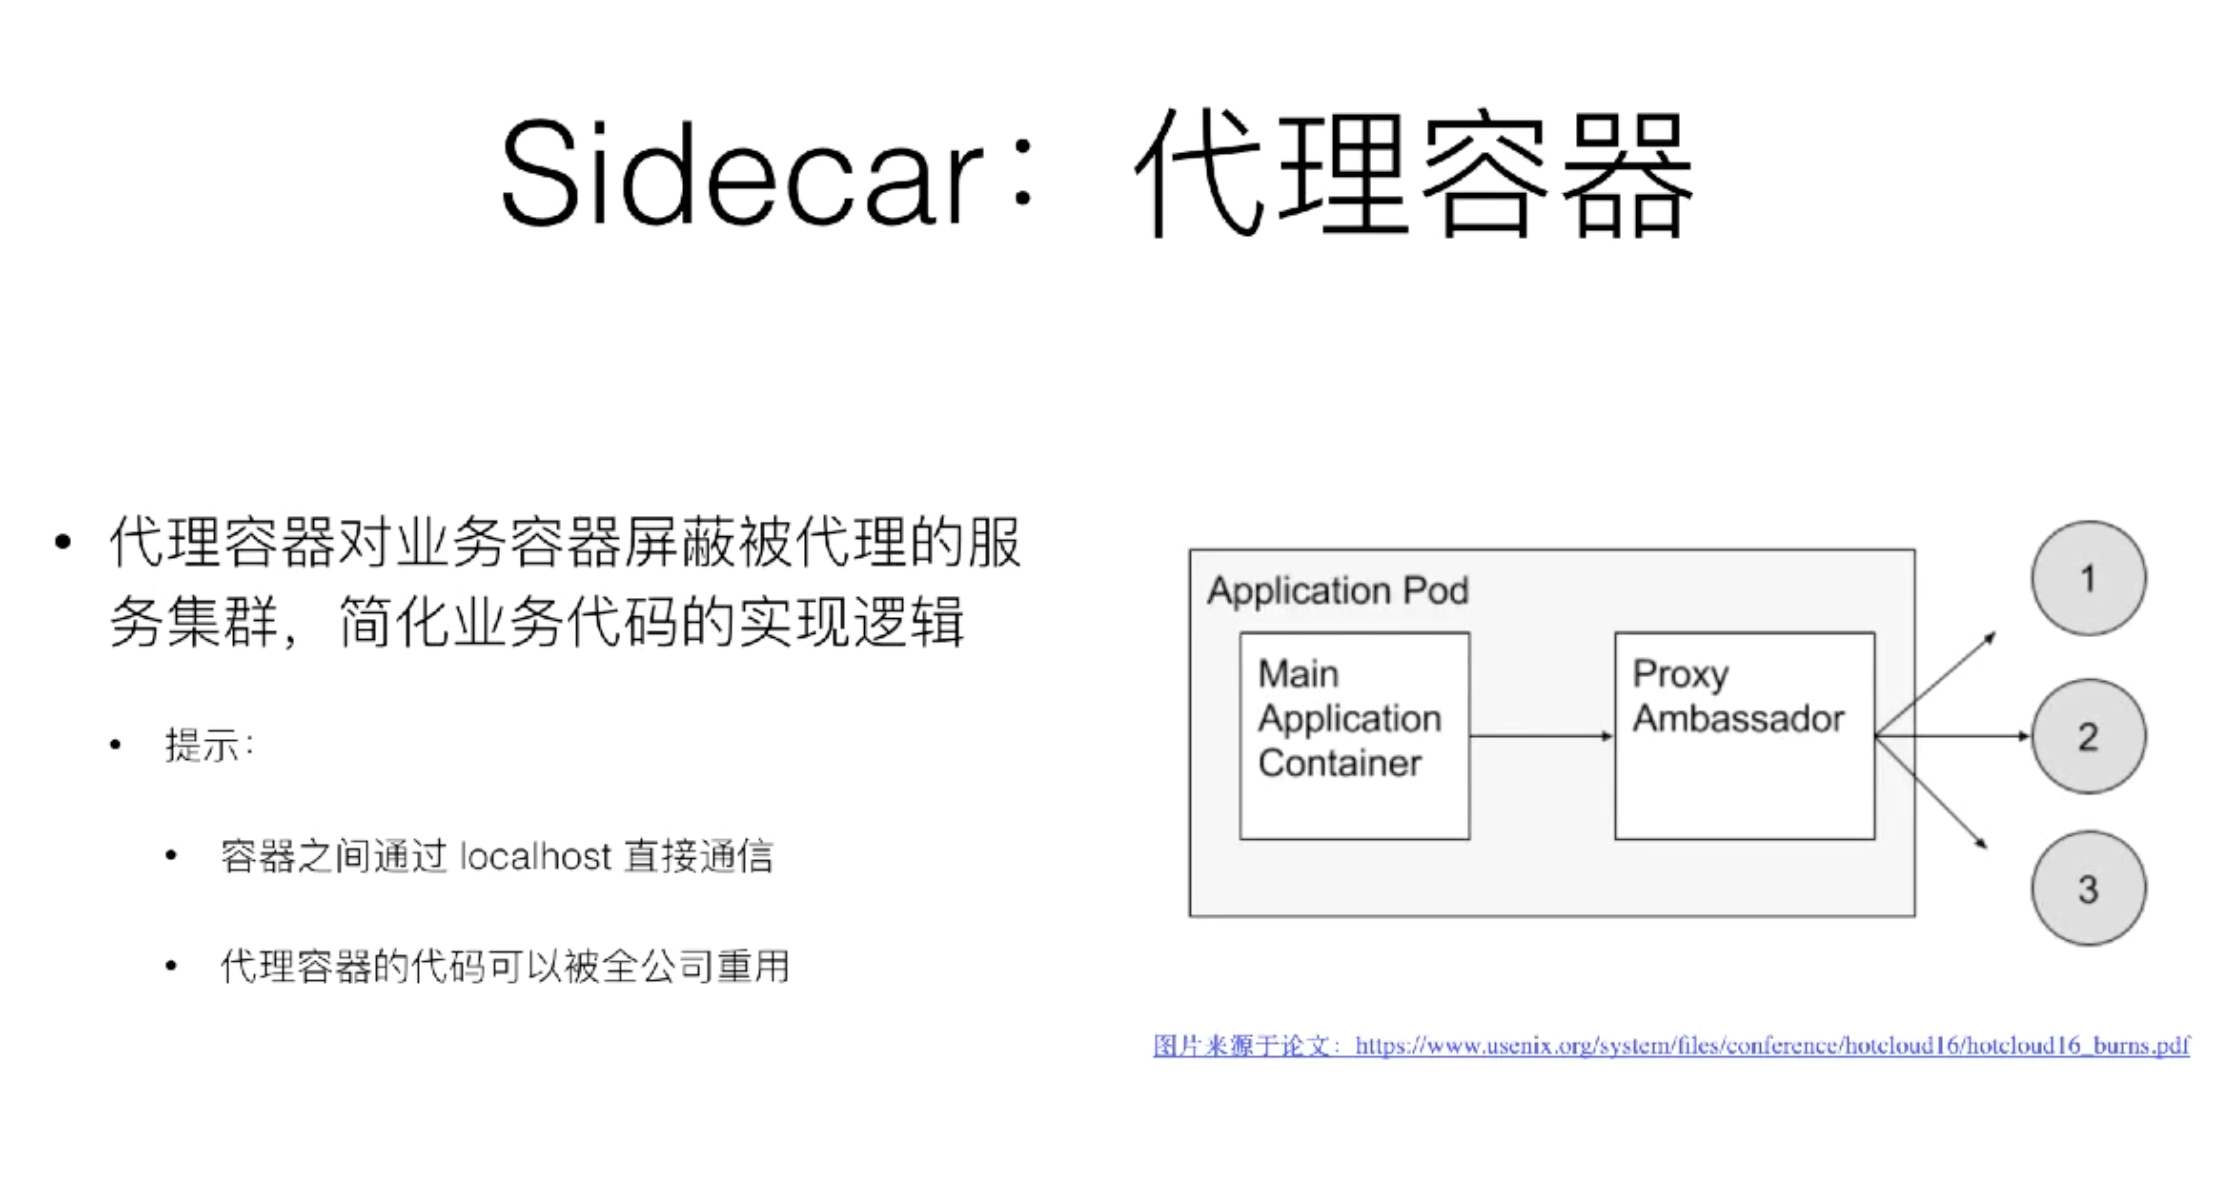 Sidecar：代理容器
• 代理容器对业务容器屏蔽被代理的服
务集群，简化业务代码的实现逻辑
• 提示：
• 容器之间通过 localhost 直接通信
• 代理容器的代码可以被全公司重用
Application Pod
Main
Application
Container
Proxy
Ambassador
1
2
3
图片来源于论文：https://www.usenix.org/system/files/conference/hotcloud16/hotcloud16_burns.pdf